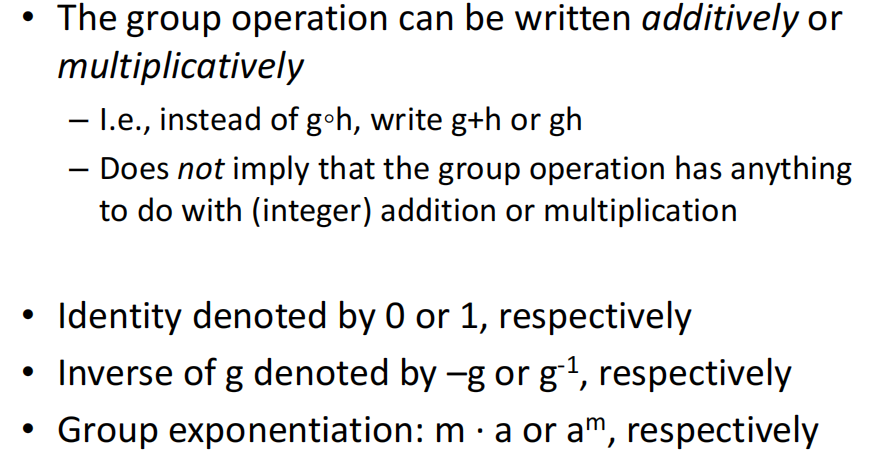 • The group operation can be written additively or
multiplicatively
– I.e., instead of g∘h, write g+h or gh
– Does not imply that the group operation has anything
to do with (integer) addition or multiplication
• Identity denoted by 0 or 1, respectively
• Inverse of g denoted by –g or g⁻¹, respectively
• Group exponentiation: m · a or aᵐ, respectively